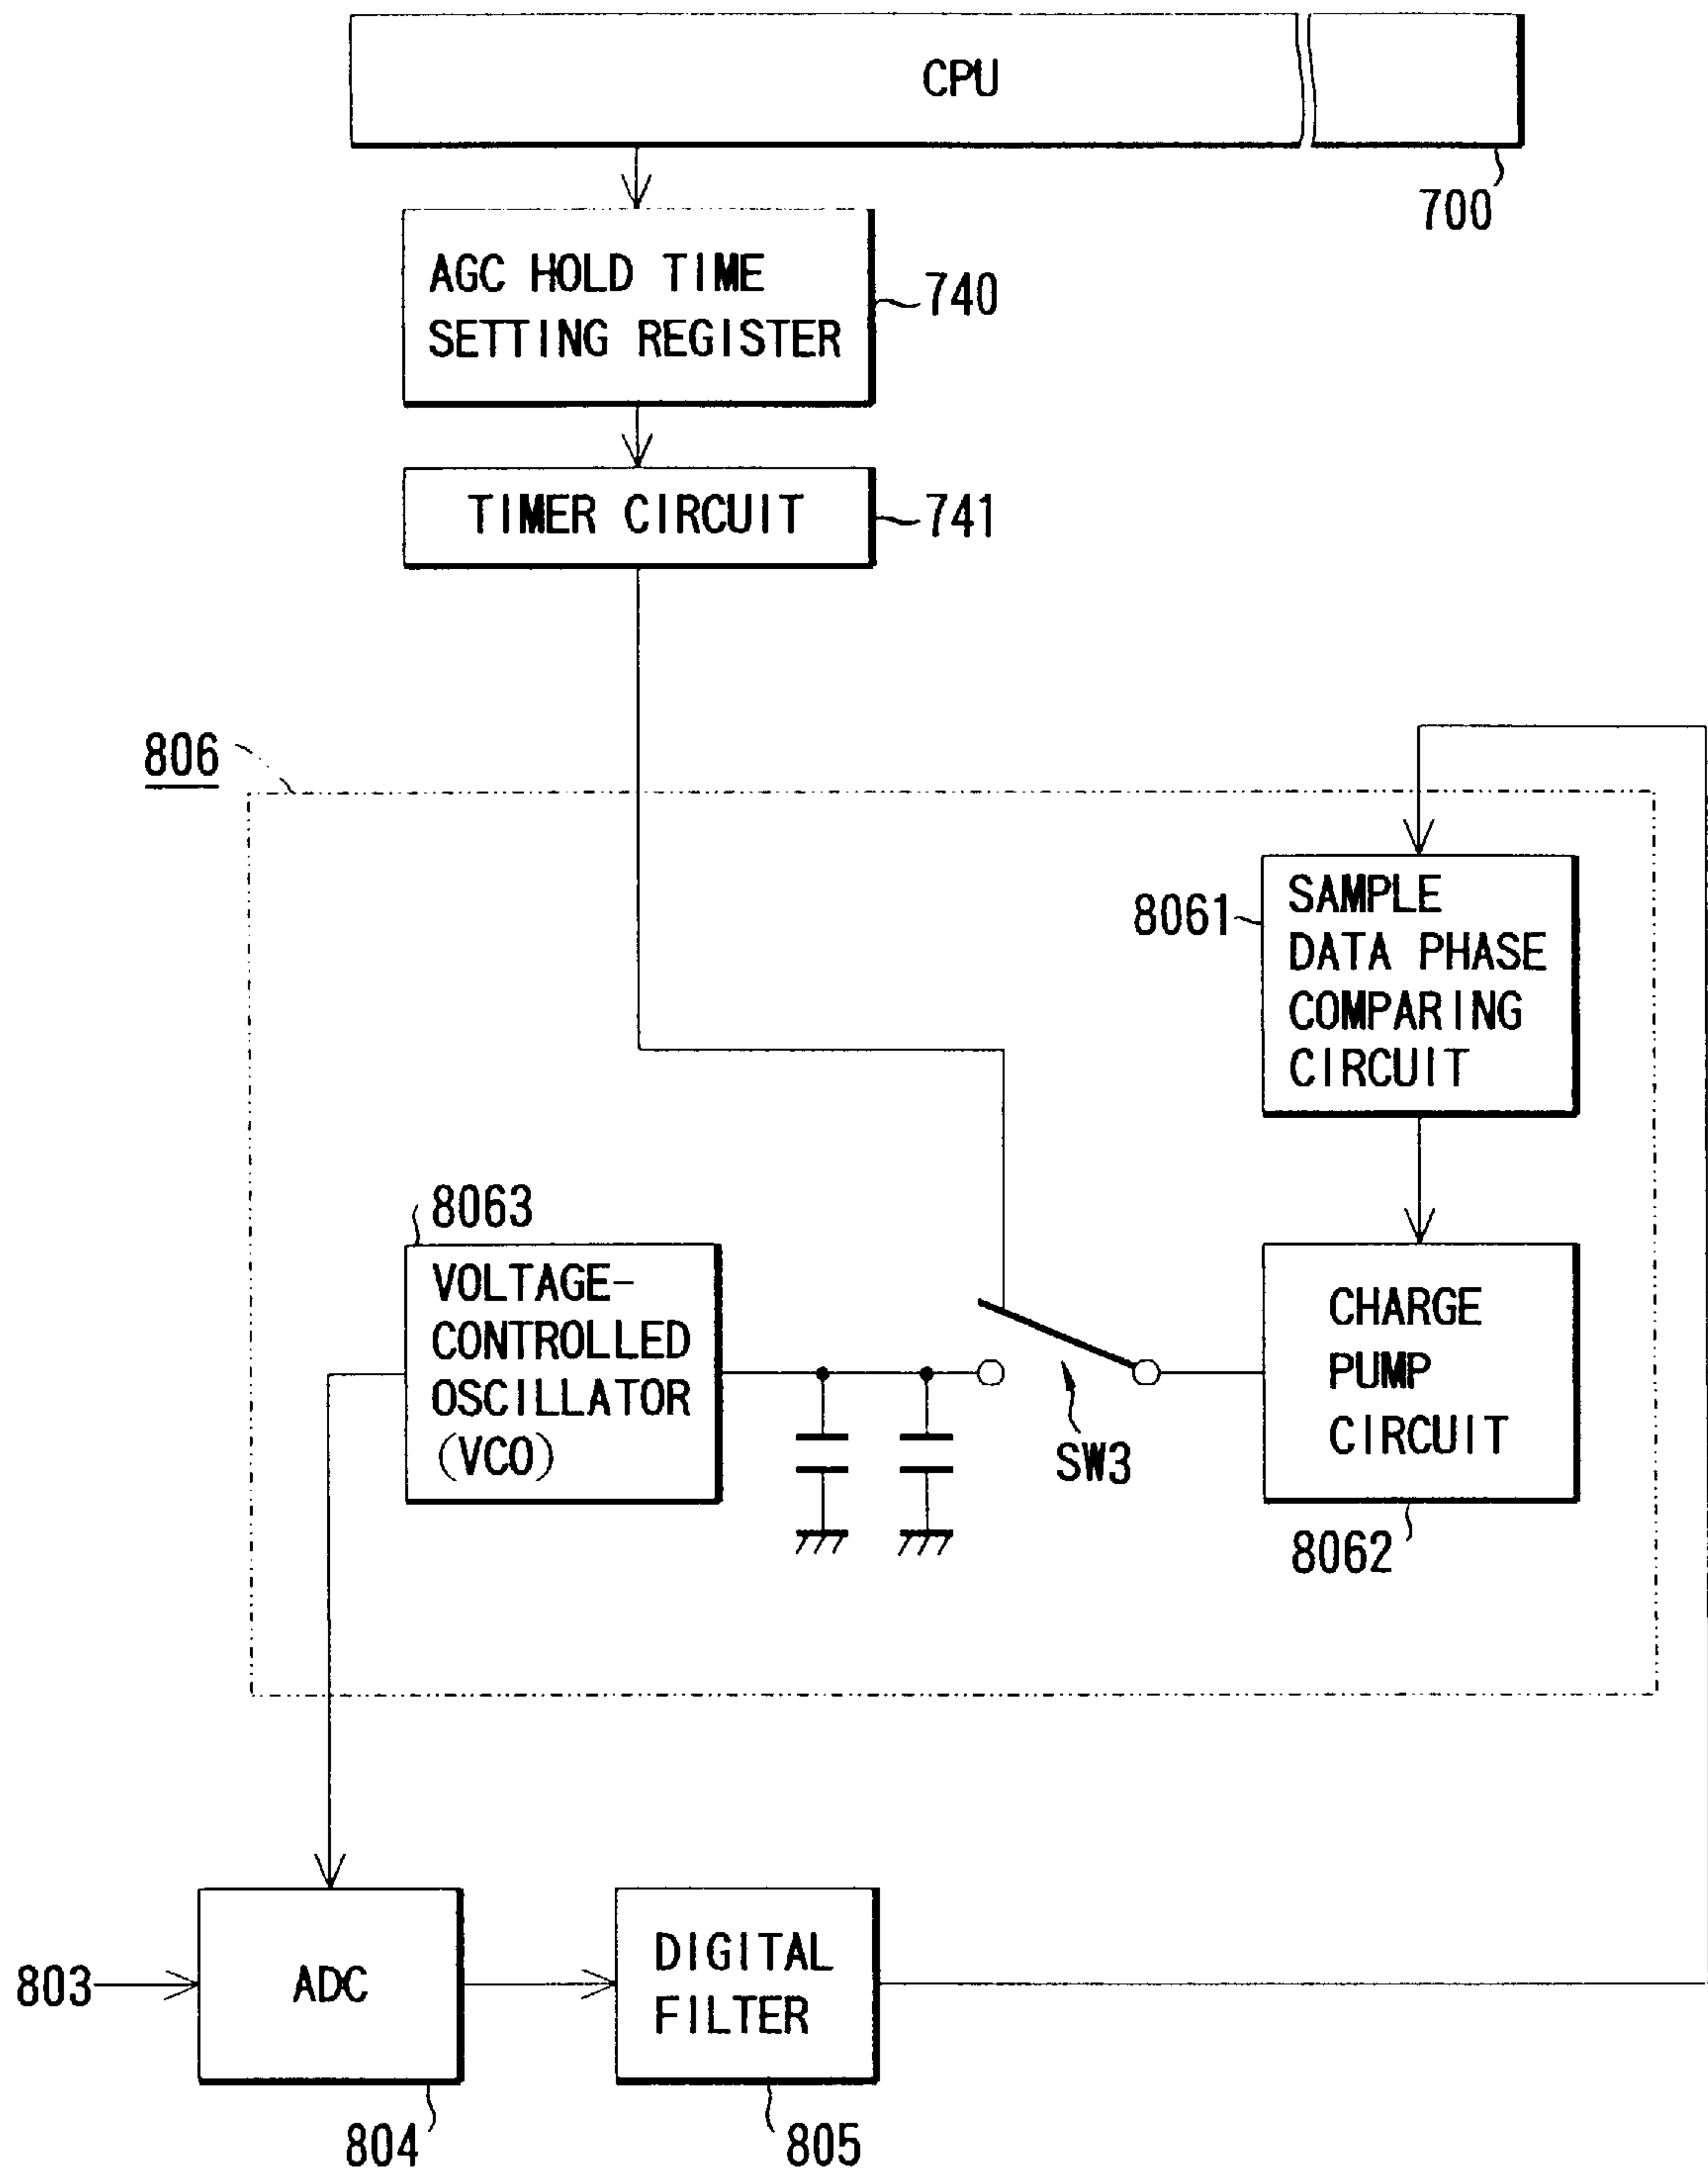 CPU
700
AGC HOLD TIME
SETTING REGISTER
740
TIMER CIRCUIT
741
806
8061
SAMPLE
DATA PHASE
COMPARING
CIRCUIT
8063
VOLTAGE-
CONTROLLED
OSCILLATOR
(VCO)
SW3
CHARGE
PUMP
CIRCUIT
8062
803
ADC
804
DIGITAL
FILTER
805